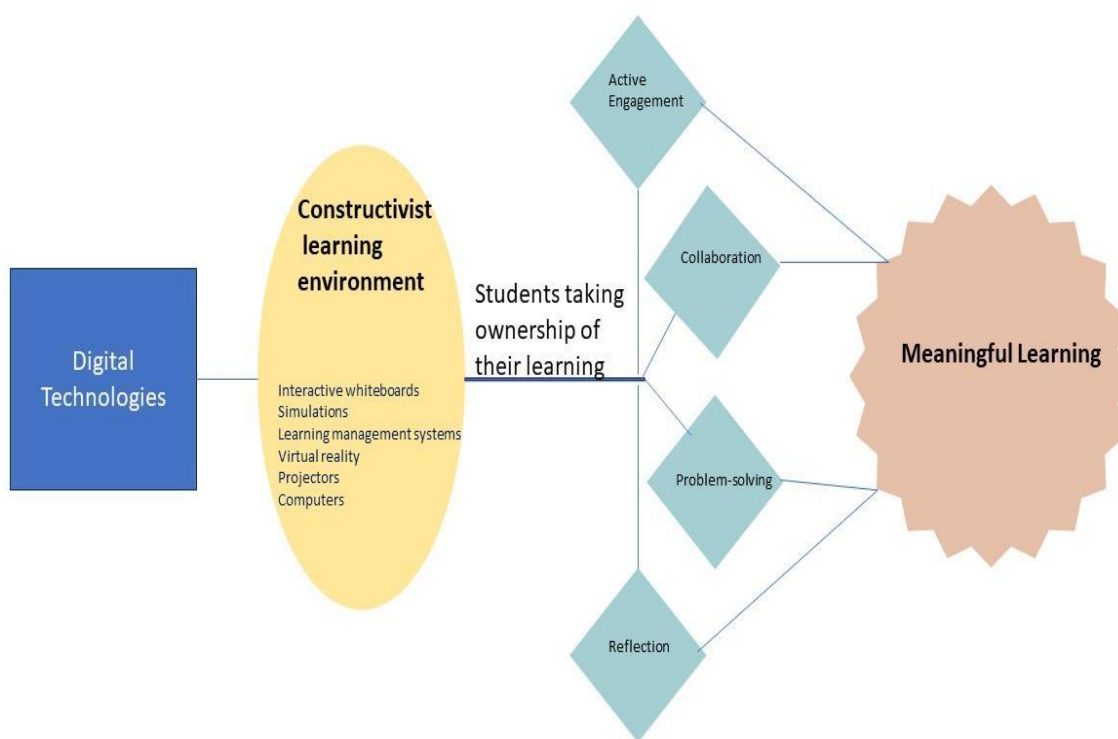 Digital
Technologies
Constructivist
learning
environment
Interactive whiteboards
Simulations
Learning management systems
Virtual reality
Projectors
Computers
Students taking
ownership of
their learning
Active
Engagement
Collaboration
Problem-solving
Reflection
Meaningful Learning